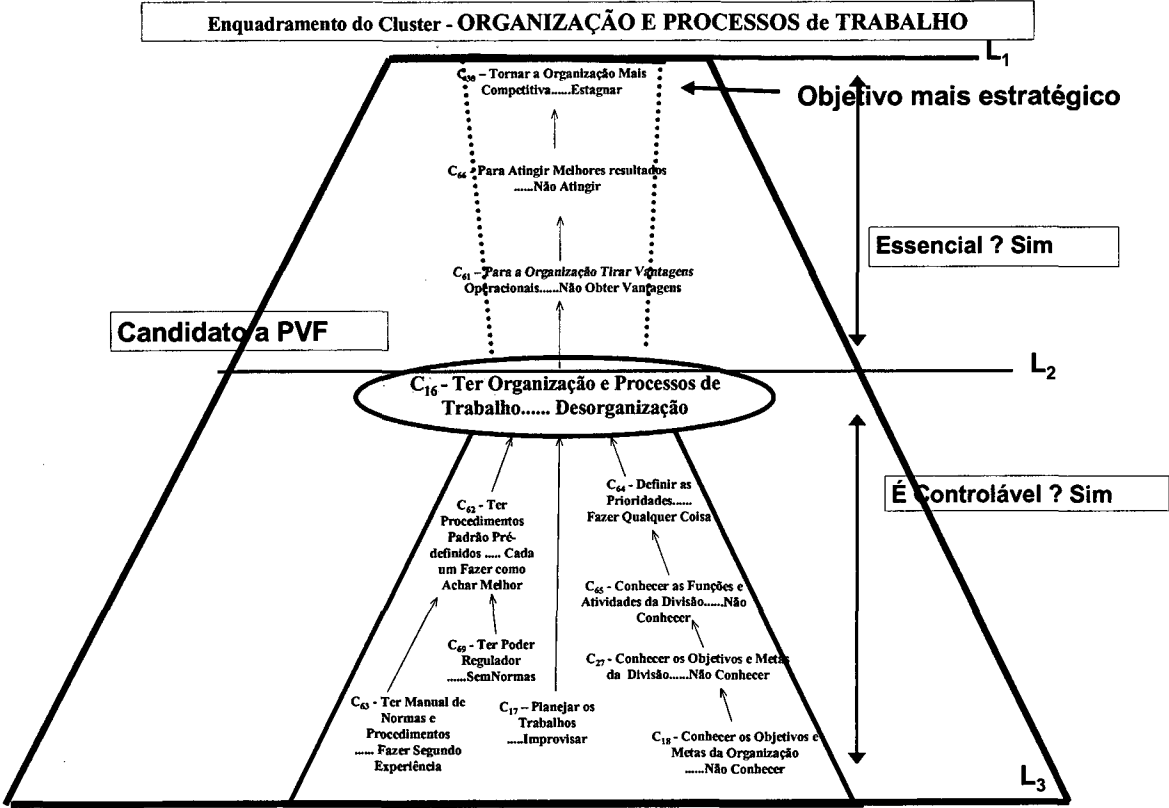 Enquadramento do Cluster - ORGANIZAÇÃO E PROCESSOS de TRABALHO
L1
– Tornar a Organização Mais
Competitiva......Estagnar
Objetivo mais estratégico
C66 - Para Atingir Melhores resultados
......Não Atingir
Essencial ? Sim
C61 – Para a Organização Tirar Vantagens
Operacionais......Não Obter Vantagens
Candidato a PVF
L2
C16 - Ter Organização e Processos de
Trabalho...... Desorganização
É Controlável ? Sim
C62 - Ter
Procedimentos
Padrão Pré-
definidos ..... Cada
um Fazer como
Achar Melhor
C64 - Definir as
Prioridades......
Fazer Qualquer Coisa
C65 - Conhecer as Funções e
Atividades da Divisão......Não
Conhecer
C69 - Ter Poder
Regulador
......SemNormas
C27 - Conhecer os Objetivos e Metas
da Divisão......Não Conhecer
C63 - Ter Manual de
Normas e
Procedimentos
...... Fazer Segundo
Experiência
C17 – Planejar os
Trabalhos
.....Improvisar
C18 - Conhecer os Objetivos e
Metas da Organização
......Não Conhecer
L3